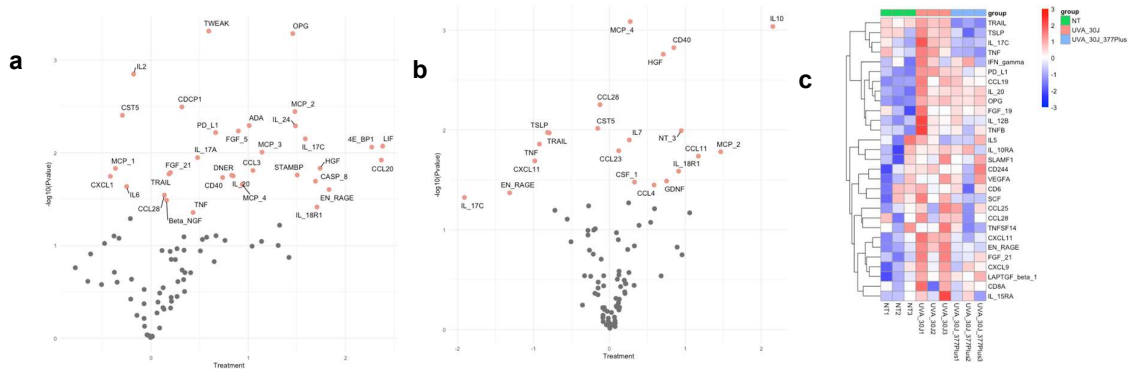 a
TWEAK
OPG
IL2
CDCP1
CST5
MCP_2
ADA
IL_24
PD_L1
FGF_5
IL_17C
MCP_3
4E_BP1
LIF
IL_17A
CCL20
MCP_1
FGF_21
DNER
CCL3
STAMBP
HGF
CXCL1
IL6
TRAIL
CD40
IL_20
MCP_4
CASP_8
EN_RAGE
CCL28
Beta_NGF
TNF
IL_18R1
3
2
1
0
-log10(Pvalue)
0
1
2
Treatment
b
MCP_4
IL10
CD40
HGF
CCL28
CST5
TSLP
TRAIL
IL7
NT_3
TNF
CCL23
CCL11
MCP_2
CXCL11
IL_18R1
EN_RAGE
CSF_1
CCL4
GDNF
IL_17C
3
2
1
0
-log10(Pvalue)
-2
-1
0
1
2
Treatment
c
group
TRAIL
TSLP
IL_17C
TNF
IFN_gamma
PD_L1
CCL19
IL_20
OPG
FGF_19
IL_12B
TNFB
IL5
IL_10RA
SLAMF1
CD244
VEGFA
CD6
SCF
CCL25
CCL28
TNFSF14
CXCL11
EN_RAGE
FGF_21
CXCL9
LAPTGF_beta_1
CD8A
IL_15RA
NT1
NT2
NT3
UVA_30J1
UVA_30J2
UVA_30J3
UVA_30J_377Plus1
UVA_30J_377Plus2
UVA_30J_377Plus3
3
2
1
0
-1
-2
-3
group
NT
UVA_30J
UVA_30J_377Plus